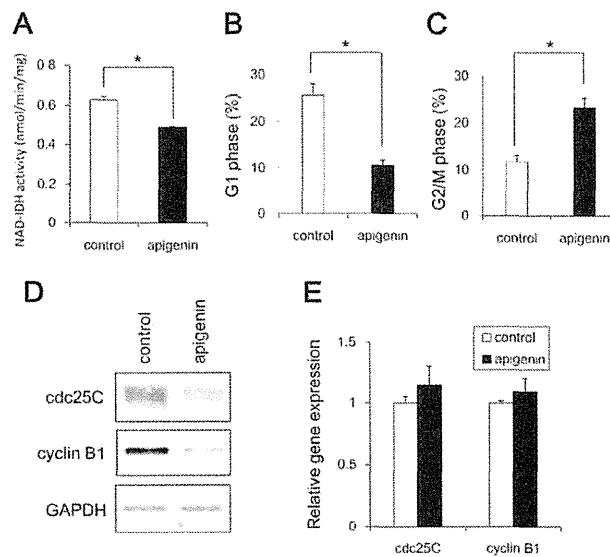 A
NAD-IDH activity (nmol/min/mg)
0.8
0.6
0.4
0.2
0
*
control
apigenin
B
G1 phase (%)
30
20
10
0
*
control
apigenin
C
G2/M phase (%)
30
20
10
0
*
control
apigenin
D
control
apigenin
cdc25C
cyclin B1
GAPDH
E
Relative gene expression
1.5
1
0.5
0
control
apigenin
cdc25C
cyclin B1